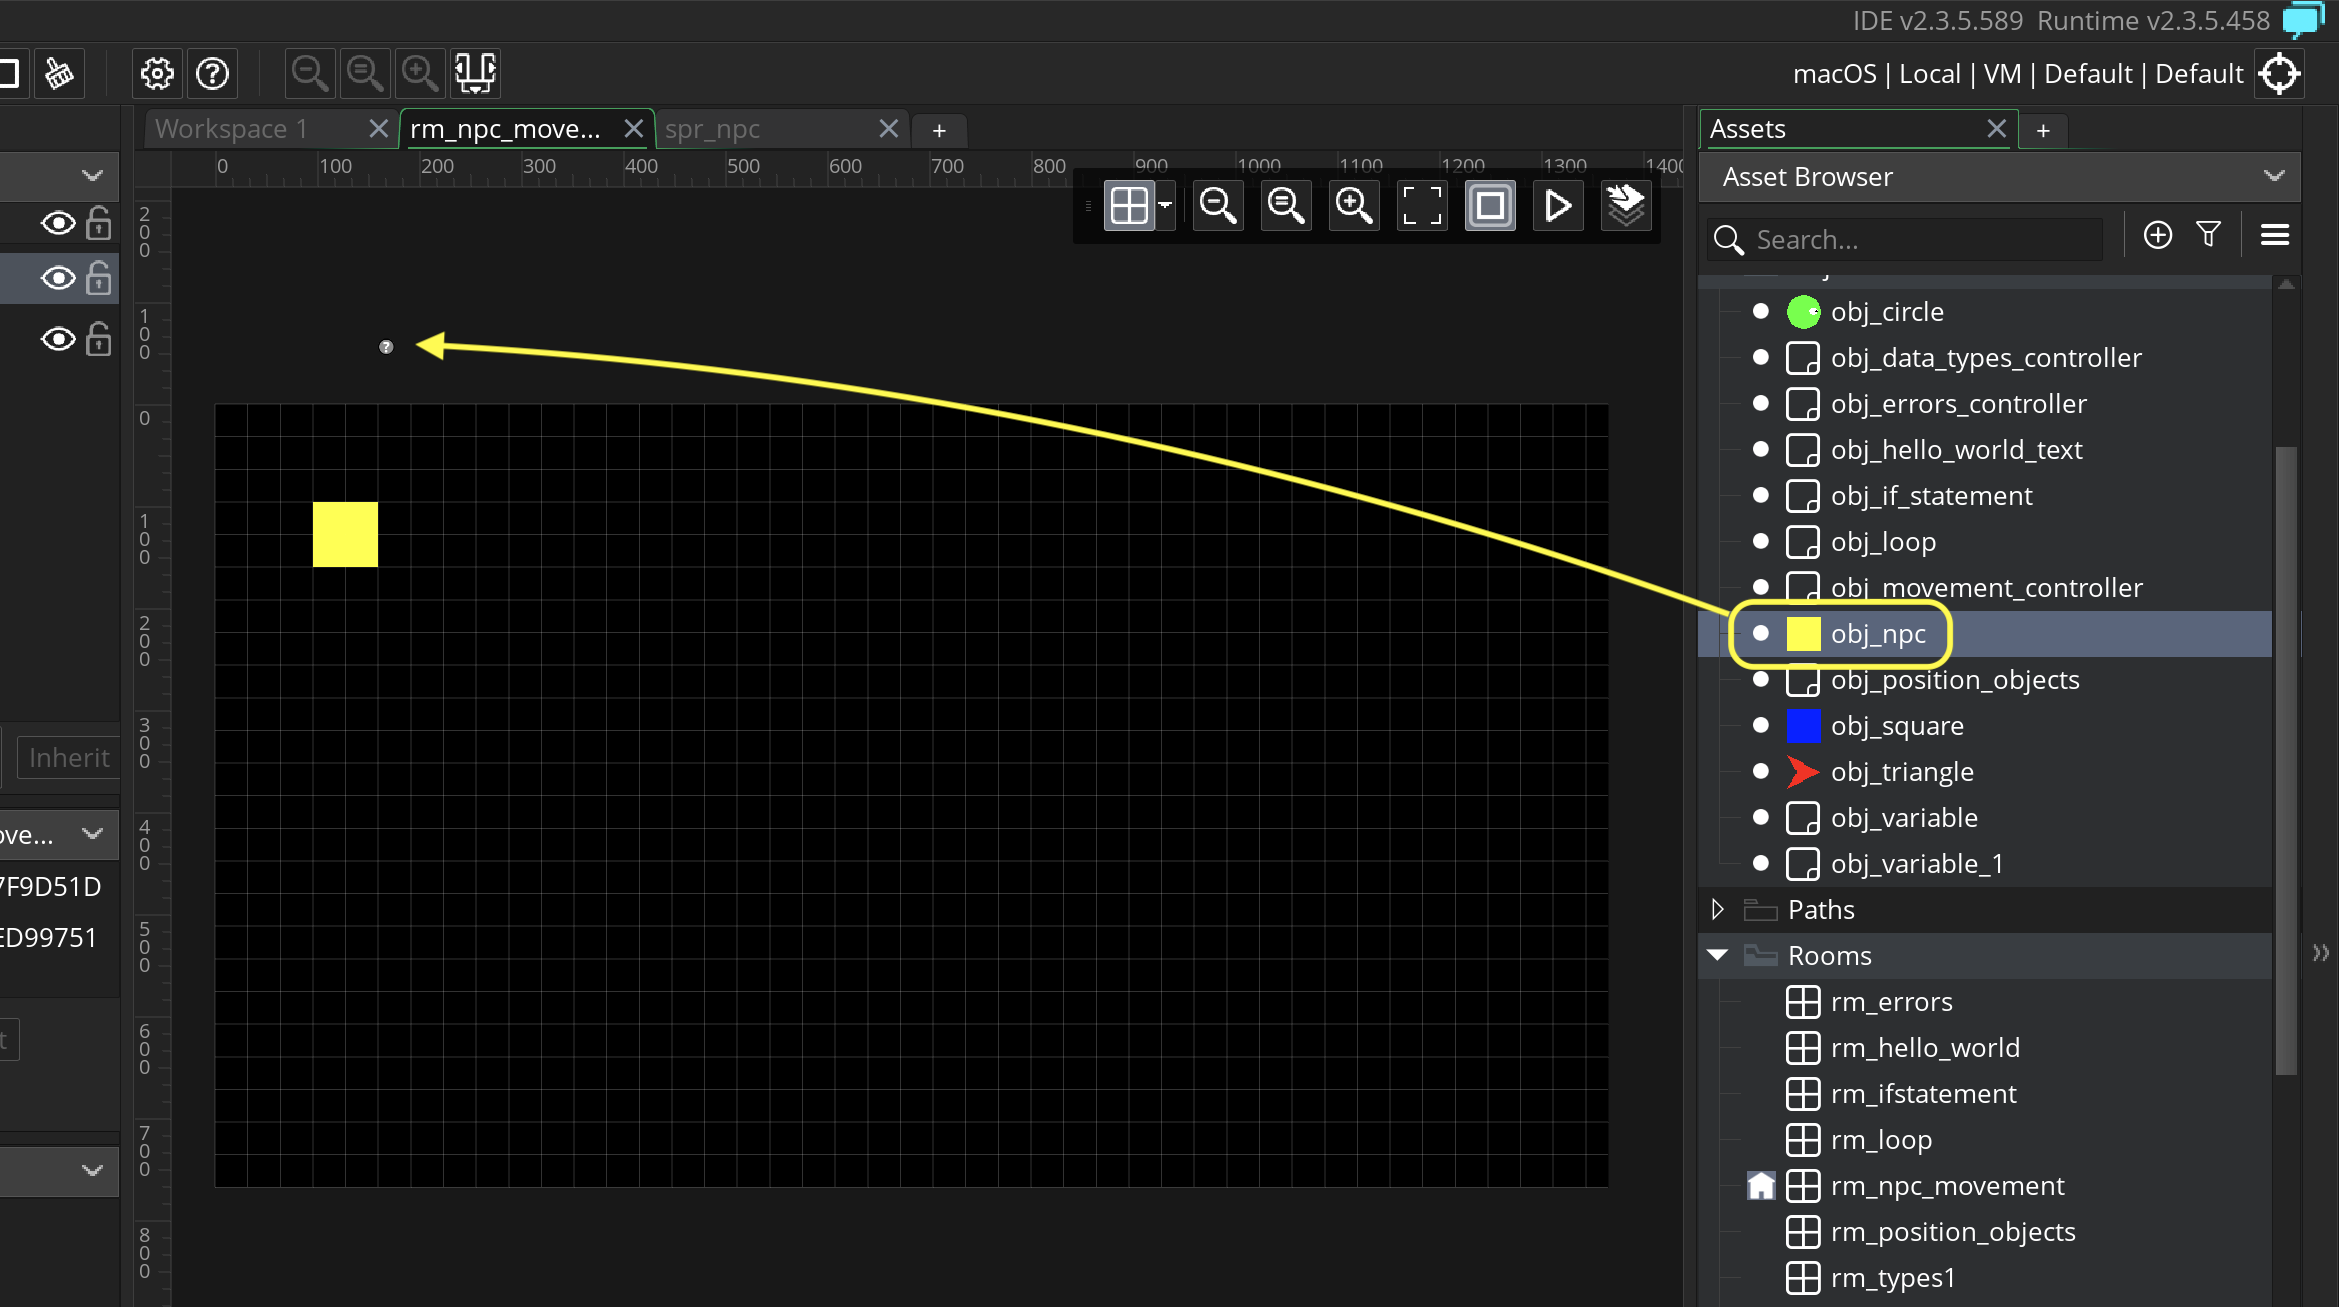 IDE v2.3.5.589 Runtime v2.3.5.458
macOS | Local | VM | Default | Default
Workspace 1
rm_npc_move...
spr_npc
+
Assets
+
0 100 200 300 400 500 600 700 800 900 1000 1100 1200 1300 1400
Asset Browser
Search...
200
100
0
100
200
300
400
500
600
700
800
?
Inherit
ove...
7F9D51D
ED99751
t
obj_circle
obj_data_types_controller
obj_errors_controller
obj_hello_world_text
obj_if_statement
obj_loop
obj_movement_controller
obj_npc
obj_position_objects
obj_square
obj_triangle
obj_variable
obj_variable_1
Paths
Rooms
rm_errors
rm_hello_world
rm_ifstatement
rm_loop
rm_npc_movement
rm_position_objects
rm_types1